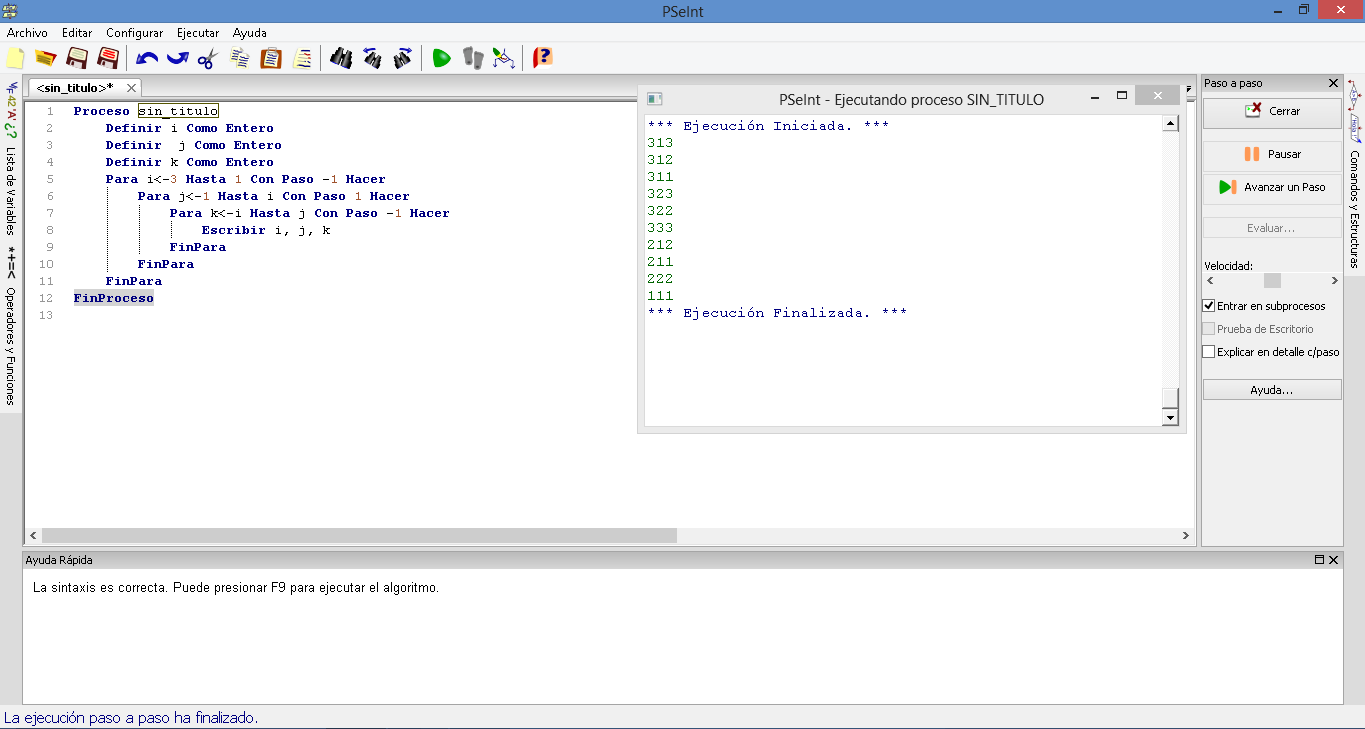 PSeInt
Archivo Editar Configurar Ejecutar Ayuda
<sin_titulo>*
1 Proceso sin_titulo
2 Definir i Como Entero
3 Definir  j Como Entero
4 Definir k Como Entero
5 Para i<-3 Hasta 1 Con Paso -1 Hacer
6 Para j<-1 Hasta i Con Paso 1 Hacer
7 Para k<-i Hasta j Con Paso -1 Hacer
8 Escribir i, j, k
9 FinPara
10 FinPara
11 FinPara
12 FinProceso
13
PSeInt - Ejecutando proceso SIN_TITULO
*** Ejecución Iniciada. ***
313
312
311
323
322
333
212
211
222
111
*** Ejecución Finalizada. ***
Paso a paso
Cerrar
Pausar
Avanzar un Paso
Evaluar...
Velocidad:
Entrar en subprocesos
Prueba de Escritorio
Explicar en detalle c/paso
Ayuda...
42 'A' ¿?
Lista de Variables
*+=<
Operadores y Funciones
Comandos y Estructuras
Ayuda Rápida
La sintaxis es correcta. Puede presionar F9 para ejecutar el algoritmo.
La ejecución paso a paso ha finalizado.